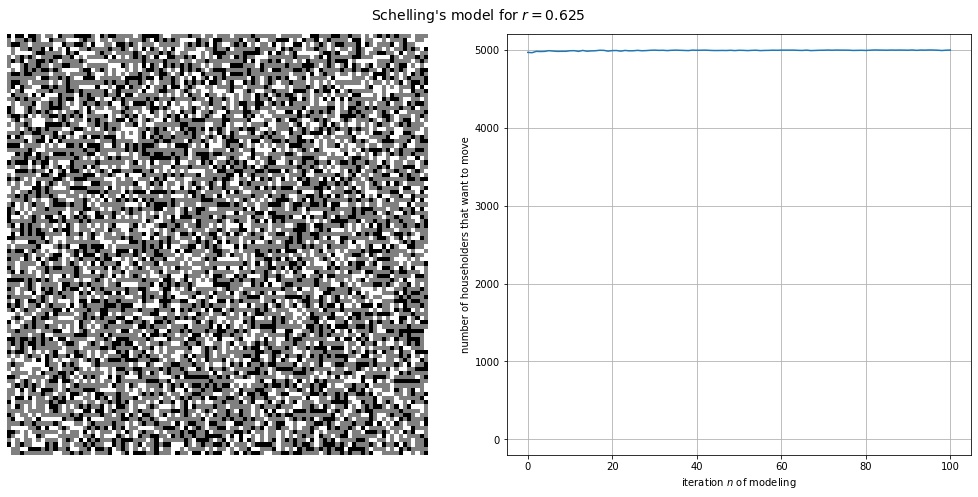 Schelling's model for r = 0.625
number of householders that want to move
5000
4000
3000
2000
1000
0
0 20 40 60 80 100
iteration n of modeling